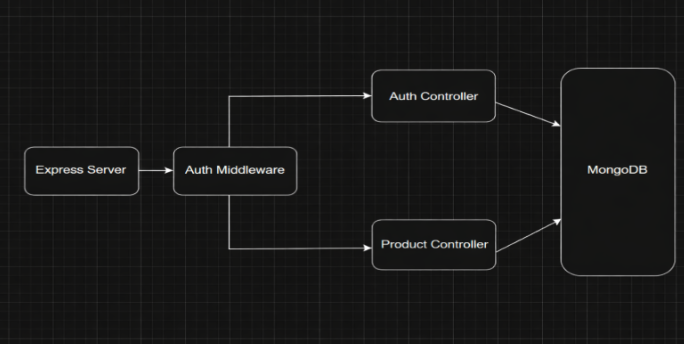 Auth Controller
Express Server
Auth Middleware
MongoDB
Product Controller